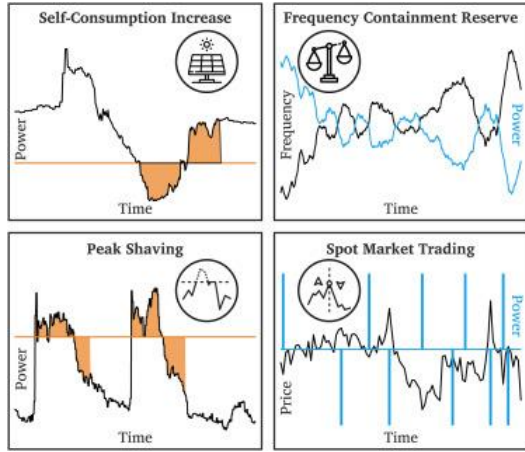 Self-Consumption Increase
Power
Time
Frequency Containment Reserve
Frequency
Power
Time
Peak Shaving
Power
Time
Spot Market Trading
Price
Power
Time